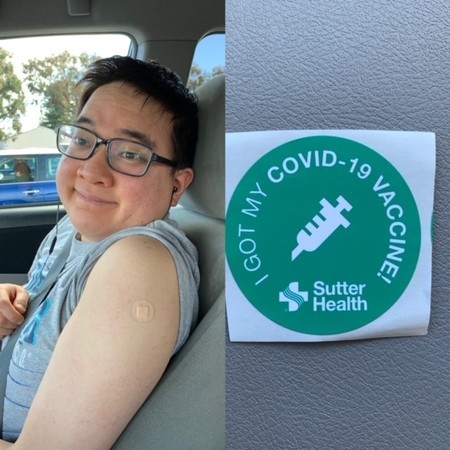 I GOT MY COVID-19 VACCINE!
Sutter
Health